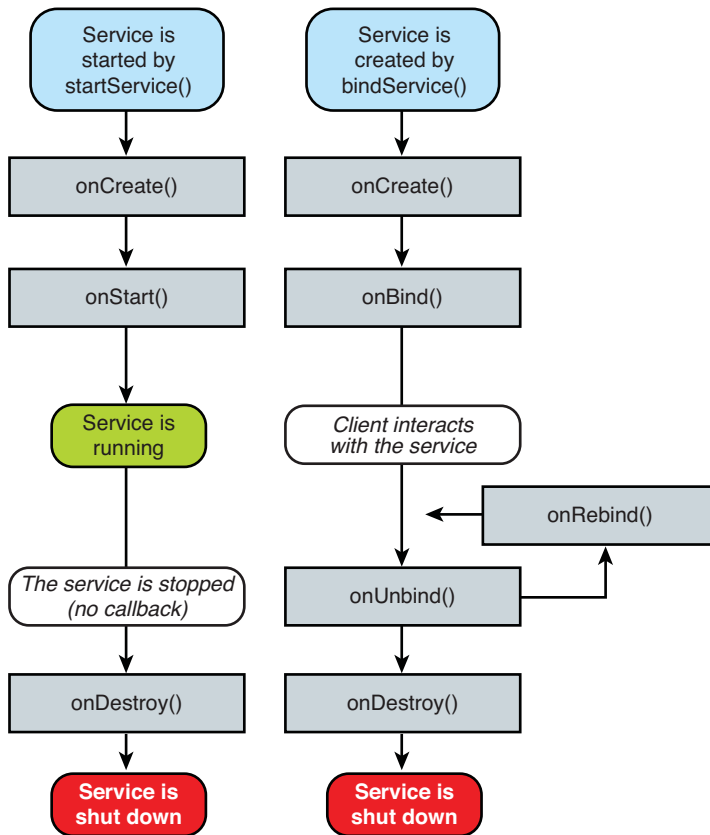 Service is
started by
startService()
onCreate()
onStart()
Service is
running
The service is stopped
(no callback)
onDestroy()
Service is
shut down
Service is
created by
bindService()
onCreate()
onBind()
Client interacts
with the service
onRebind()
onUnbind()
onDestroy()
Service is
shut down